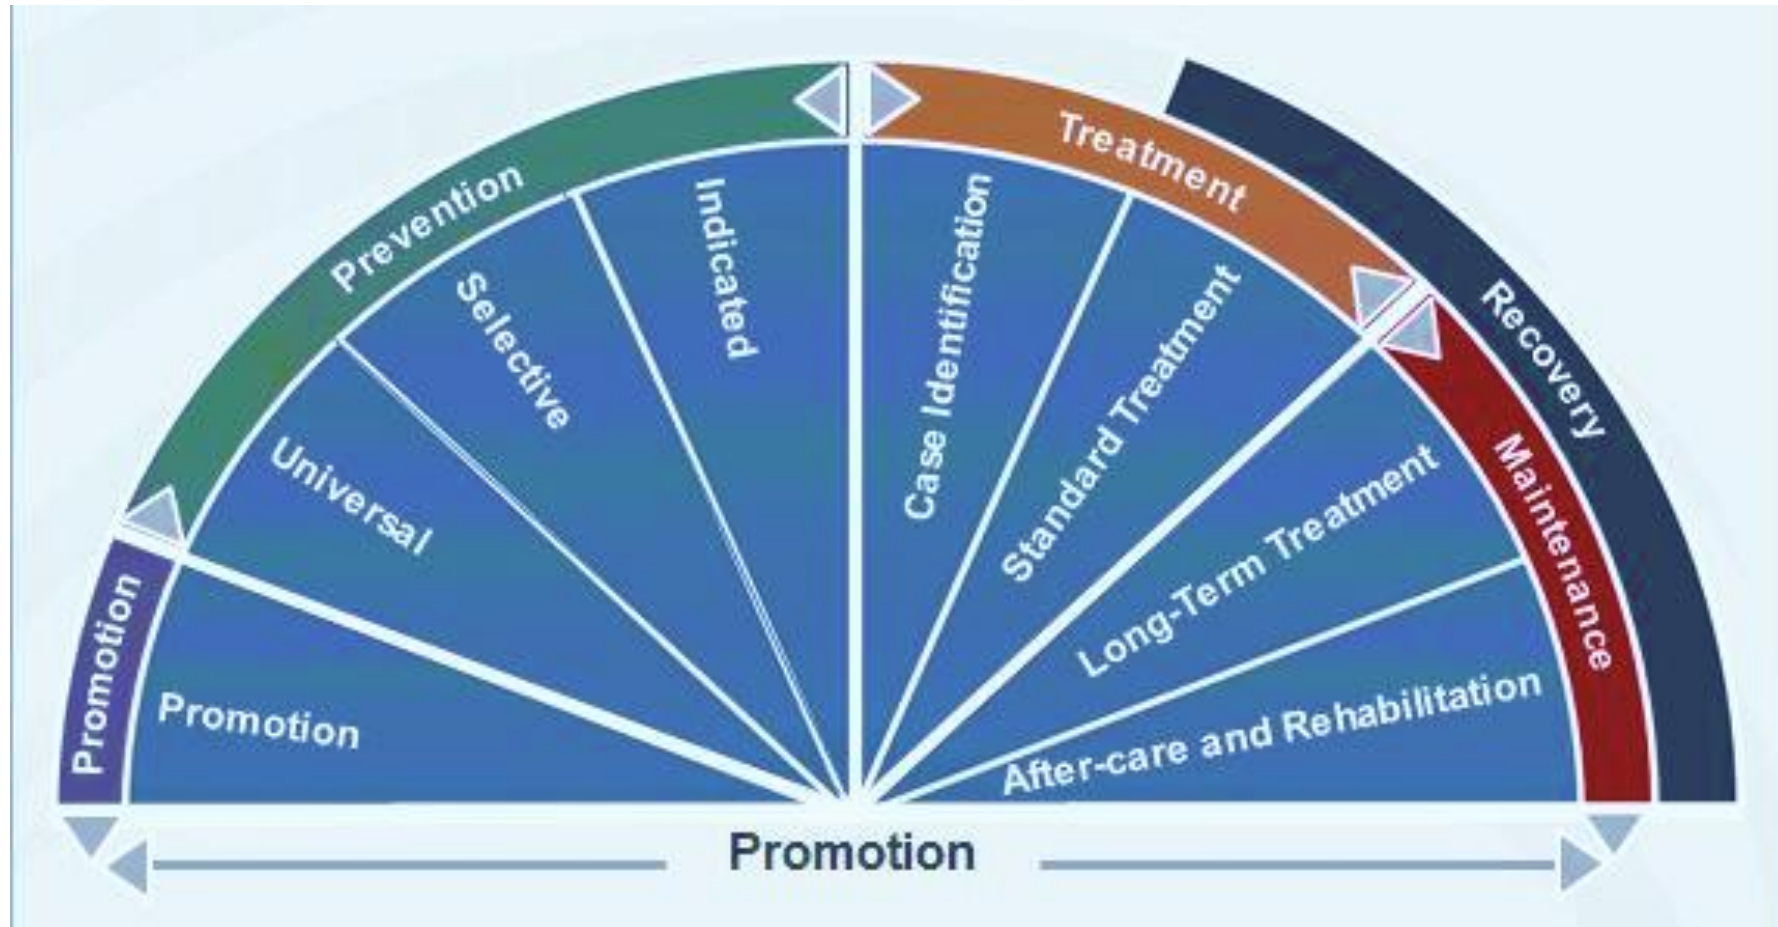 Promotion
Prevention
Treatment
Recovery
Maintenance
Promotion
Universal
Selective
Indicated
Case Identification
Standard Treatment
Long-Term Treatment
After-care and Rehabilitation
Promotion